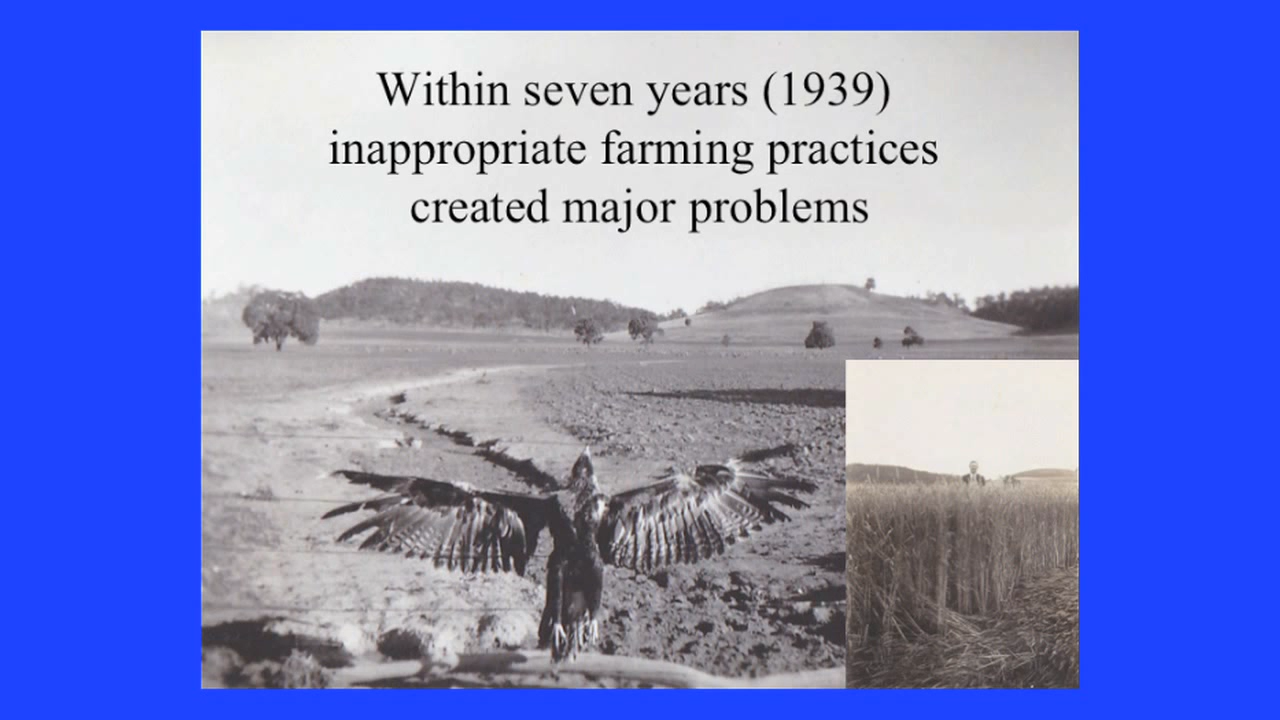 Within seven years (1939)
inappropriate farming practices
created major problems